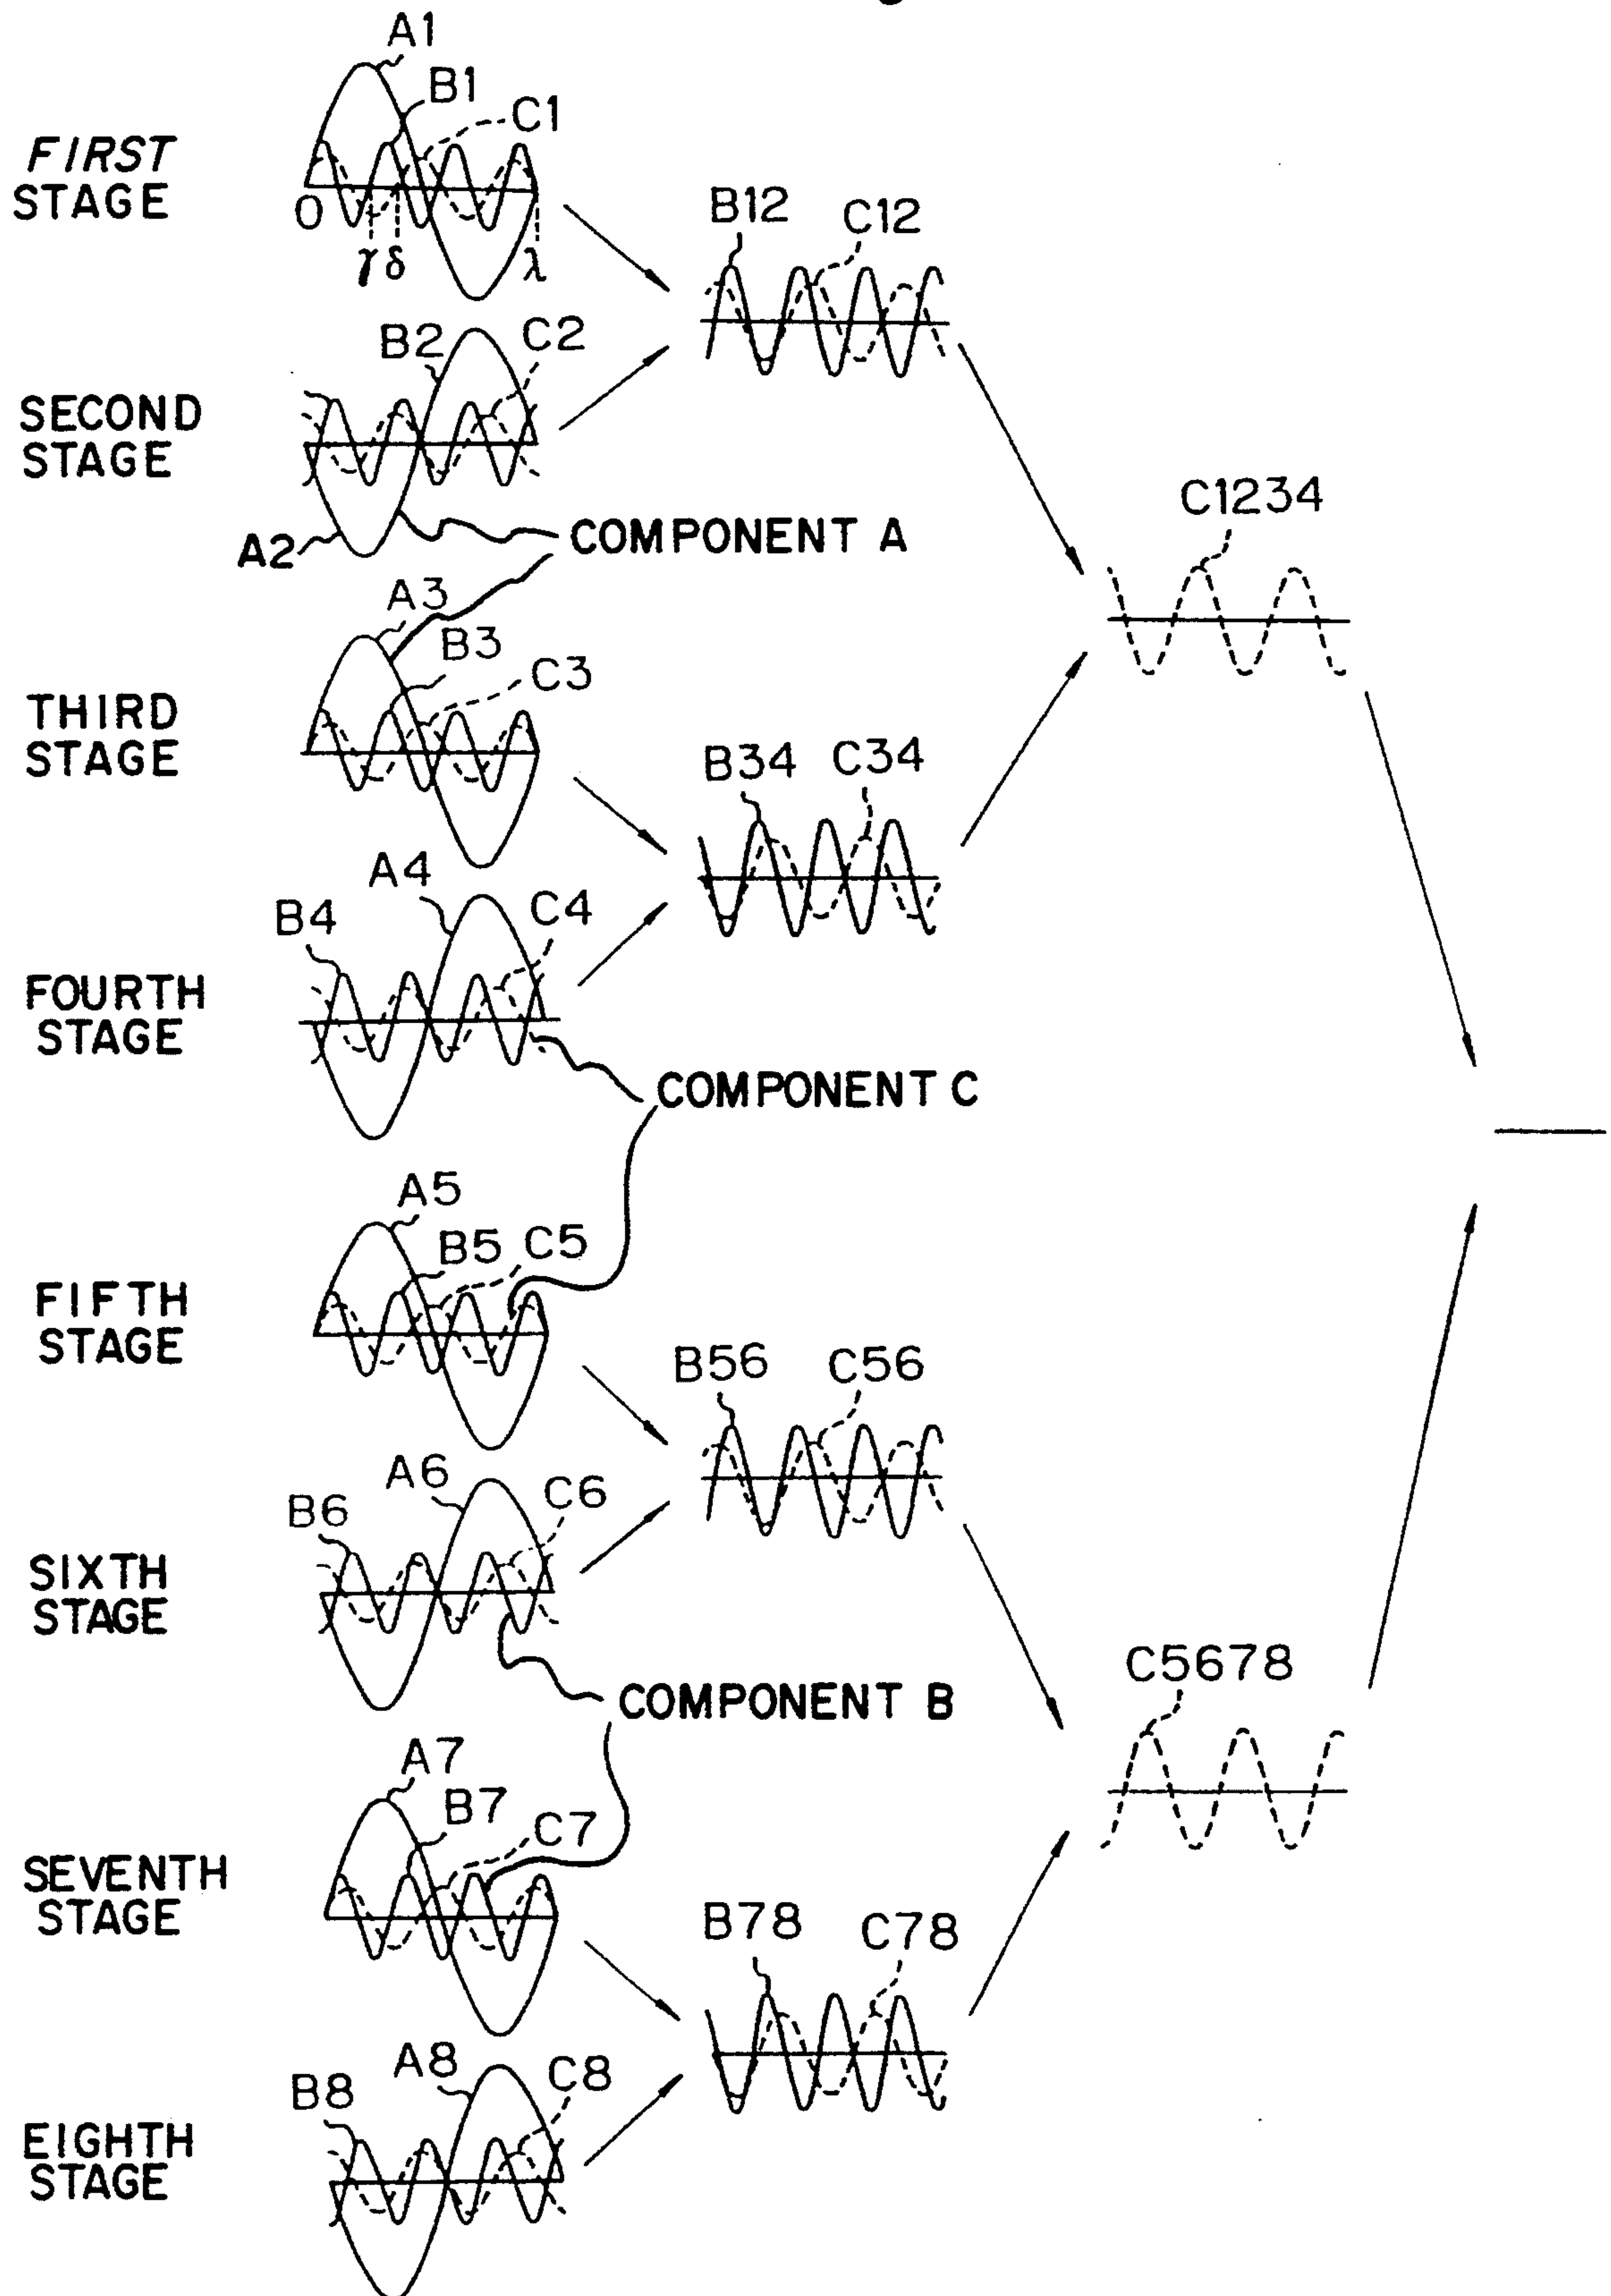 A1
B1
C1
FIRST
STAGE
O
γ δ
λ
B12
C12
B2
C2
SECOND
STAGE
A2
COMPONENT A
C1234
A3
B3
C3
THIRD
STAGE
B34 C34
A4
B4
C4
FOURTH
STAGE
COMPONENT C
A5
B5
C5
FIFTH
STAGE
B56 C56
A6
B6
C6
SIXTH
STAGE
COMPONENT B
C5678
A7
B7
C7
SEVENTH
STAGE
B78
C78
A8
B8
C8
EIGHTH
STAGE